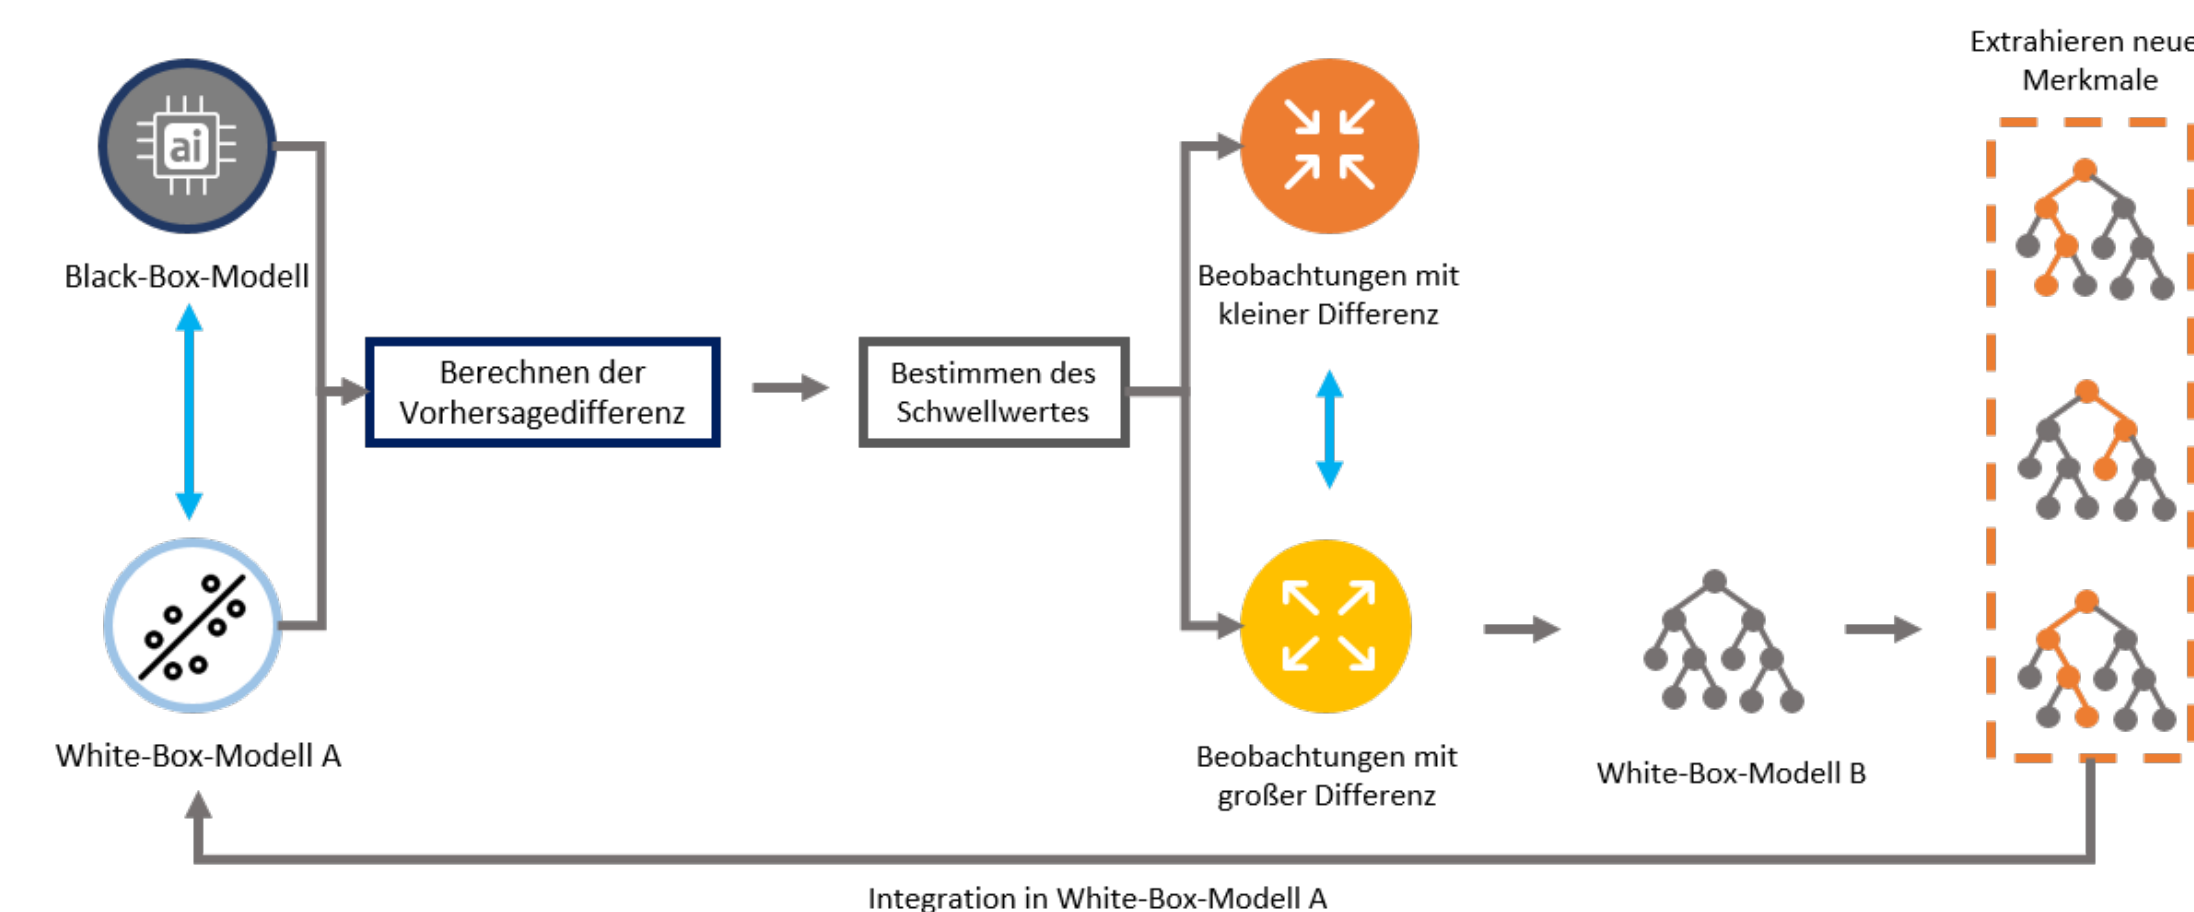 Extrahieren neue
Merkmale
ai
Black-Box-Modell
Beobachtungen mit
kleiner Differenz
Berechnen der
Vorhersagedifferenz
Bestimmen des
Schwellwertes
White-Box-Modell A
Beobachtungen mit
großer Differenz
White-Box-Modell B
Integration in White-Box-Modell A